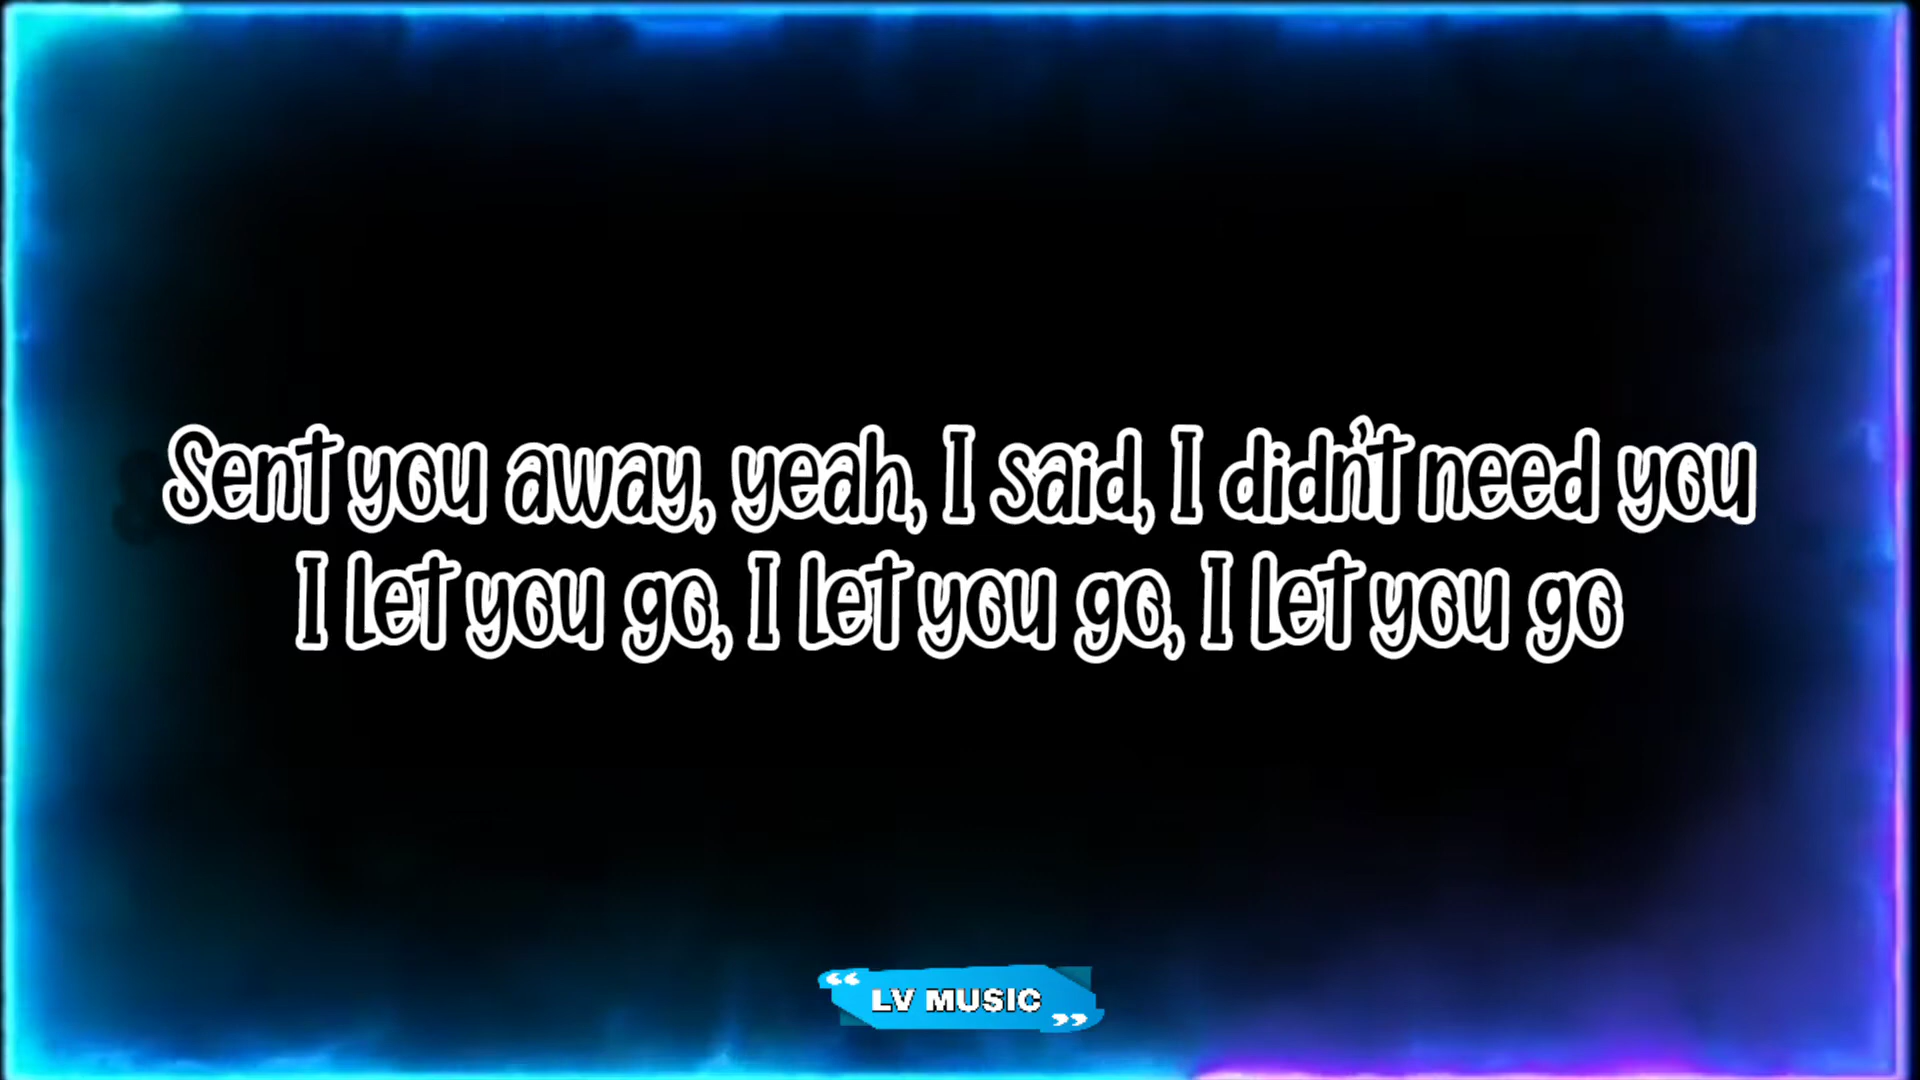 Sent you away, yeah, I said, I didn't need you
I let you go, I let you go, I let you go
“ LV MUSIC ”